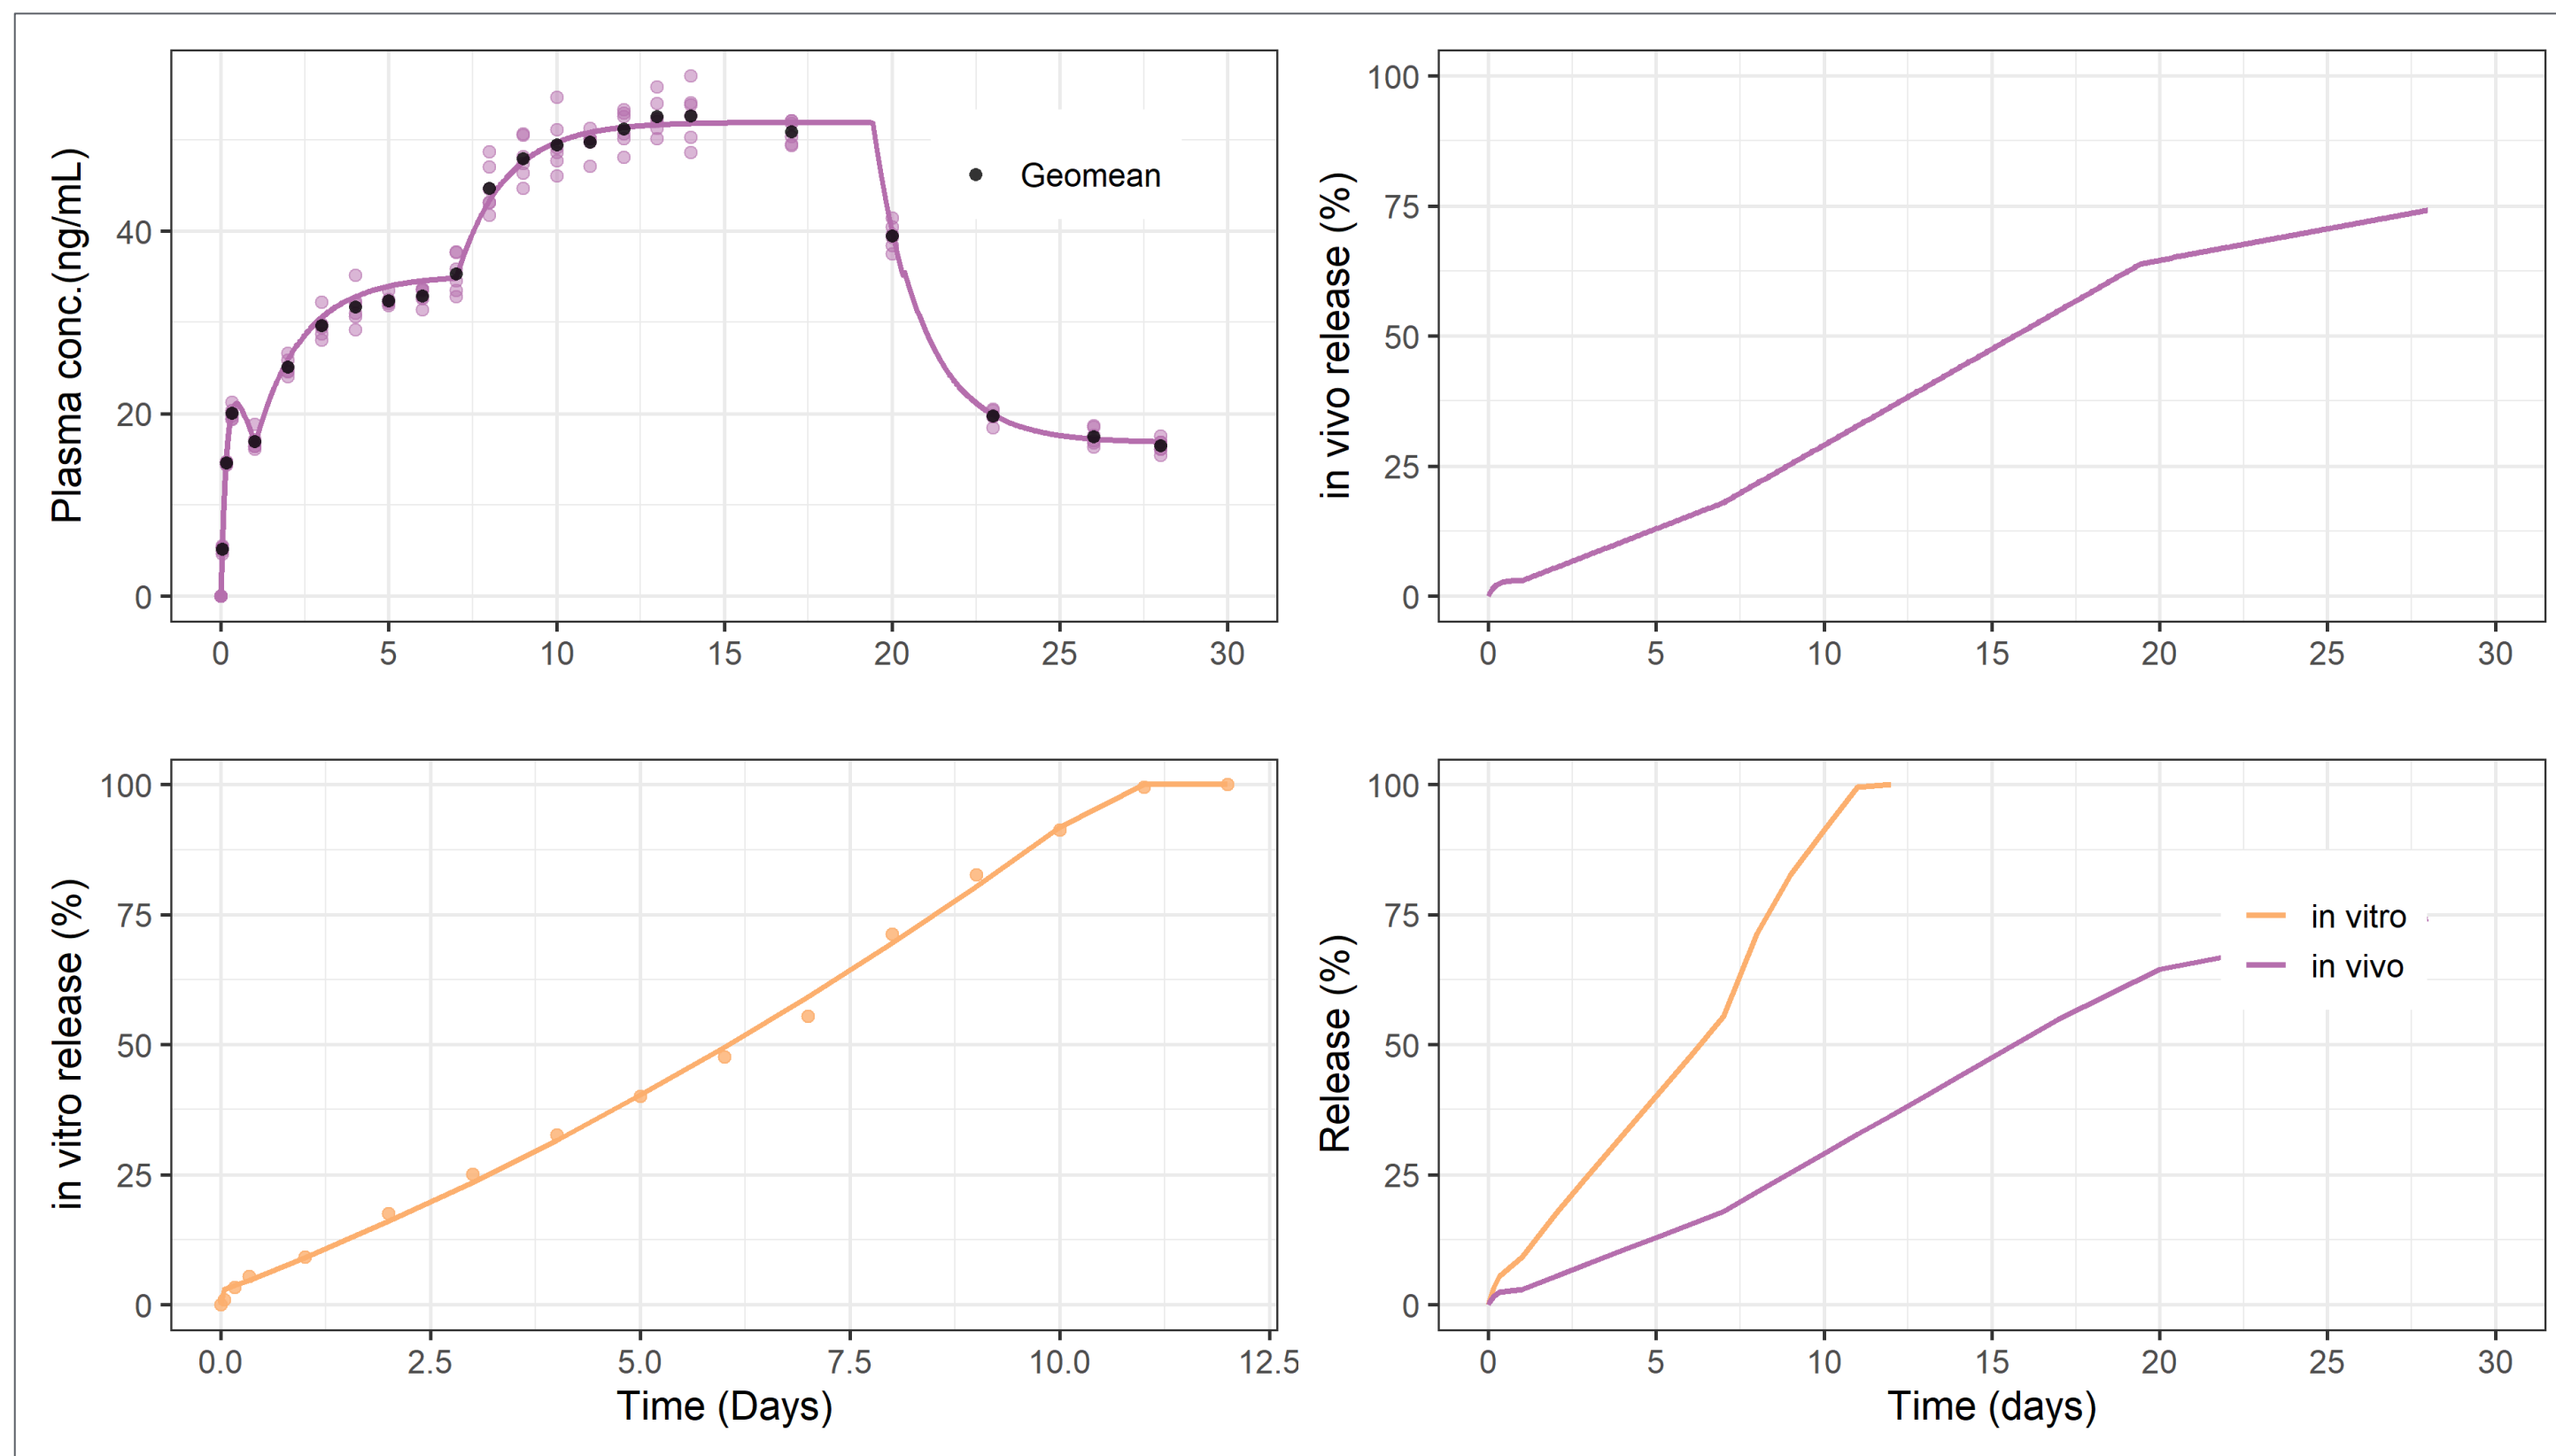 Plasma conc.(ng/mL)
0
20
40
Geomean
0 5 10 15 20 25 30
in vivo release (%)
100
75
50
25
0
0 5 10 15 20 25 30
in vitro release (%)
100
75
50
25
0
0.0 2.5 5.0 7.5 10.0 12.5
Time (Days)
Release (%)
100
75
50
25
0
in vitro
in vivo
0 5 10 15 20 25 30
Time (days)